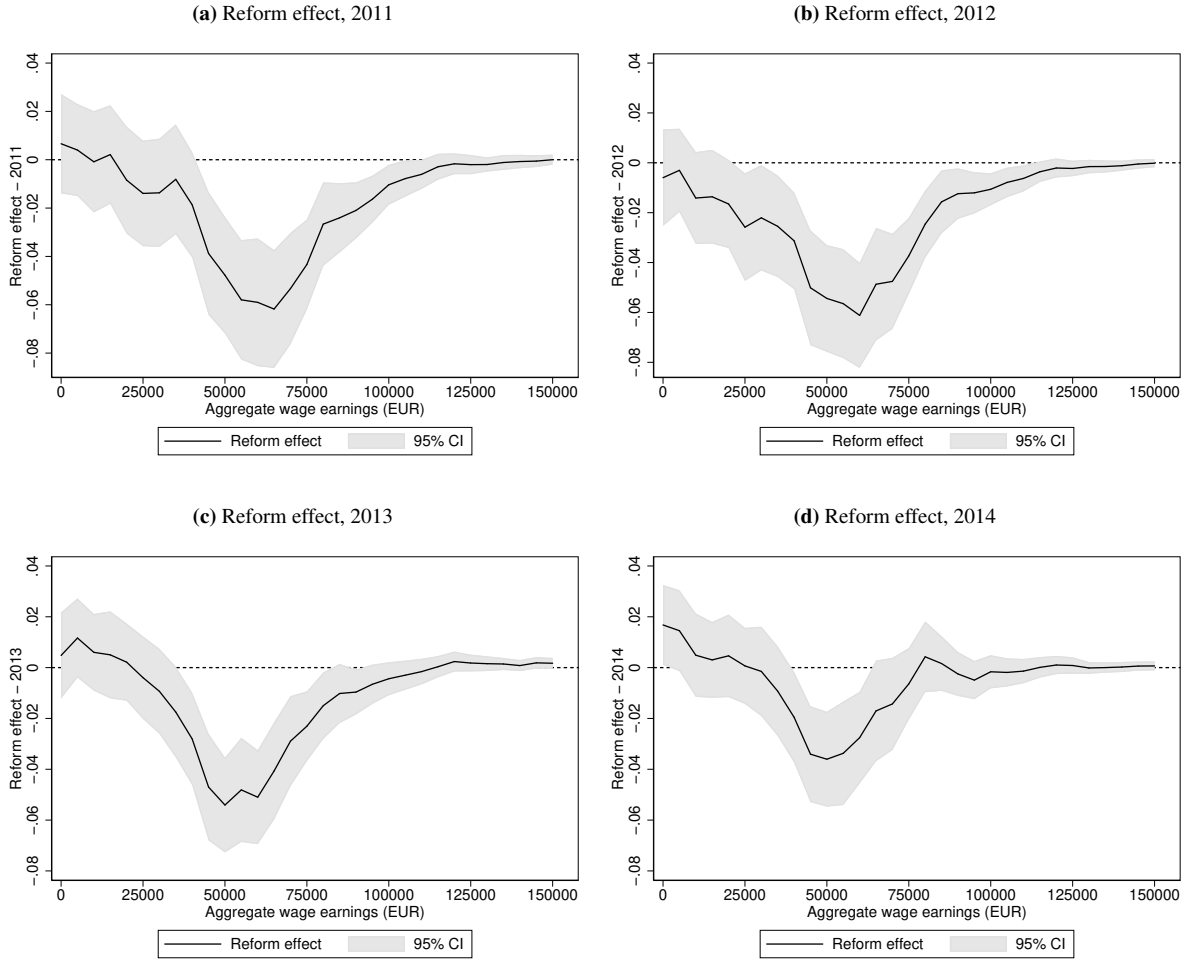 (a) Reform effect, 2011
Reform effect − 2011
.04
.02
0
−.02
−.04
−.06
−.08
0 25000 50000 75000 100000 125000 150000
Aggregate wage earnings (EUR)
Reform effect 95% CI
(b) Reform effect, 2012
Reform effect − 2012
.04
.02
0
−.02
−.04
−.06
−.08
0 25000 50000 75000 100000 125000 150000
Aggregate wage earnings (EUR)
Reform effect 95% CI
(c) Reform effect, 2013
Reform effect − 2013
.04
.02
0
−.02
−.04
−.06
−.08
0 25000 50000 75000 100000 125000 150000
Aggregate wage earnings (EUR)
Reform effect 95% CI
(d) Reform effect, 2014
Reform effect − 2014
.04
.02
0
−.02
−.04
−.06
−.08
0 25000 50000 75000 100000 125000 150000
Aggregate wage earnings (EUR)
Reform effect 95% CI